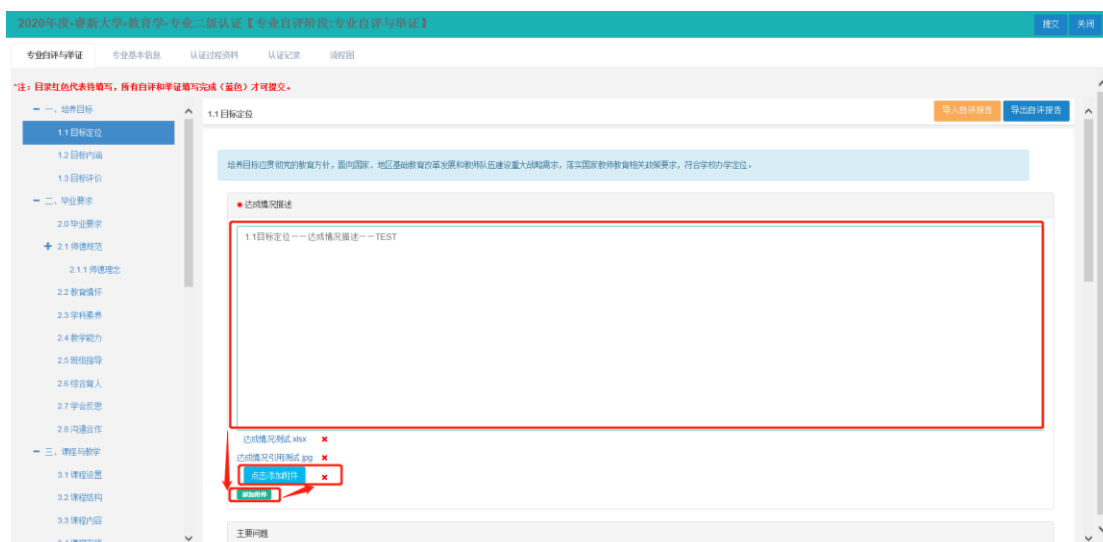 2020年度-睿新大学-教育学-专业二级认证【专业自评阶段:专业自评与举证】
提交 关闭
专业自评与举证 专业基本信息 认证过程资料 认证记录 流程图
*注：目录红色代表待填写，所有自评和举证填写完成（蓝色）才可提交。
一、培养目标
1.1 目标定位
1.2 目标内涵
1.3 目标评价
二、毕业要求
2.0 毕业要求
2.1 师德规范
2.1.1 师德理念
2.2 教育情怀
2.3 学科素养
2.4 教学能力
2.5 班级指导
2.6 综合育人
2.7 学会反思
2.8 沟通合作
三、课程与教学
3.1 课程设置
3.2 课程结构
3.3 课程内容
1.1 目标定位
导入自评报告 导出自评报告
培养目标应贯彻党的教育方针，面向国家、地区基础教育改革发展和教师队伍建设重大战略需求，落实国家教师教育相关政策要求，符合学校办学定位。
达成情况描述
1.1目标定位——达成情况描述——TEST
达成情况测试.xlsx
达成情况引用测试.jpg
点击添加附件
添加附件
主要问题